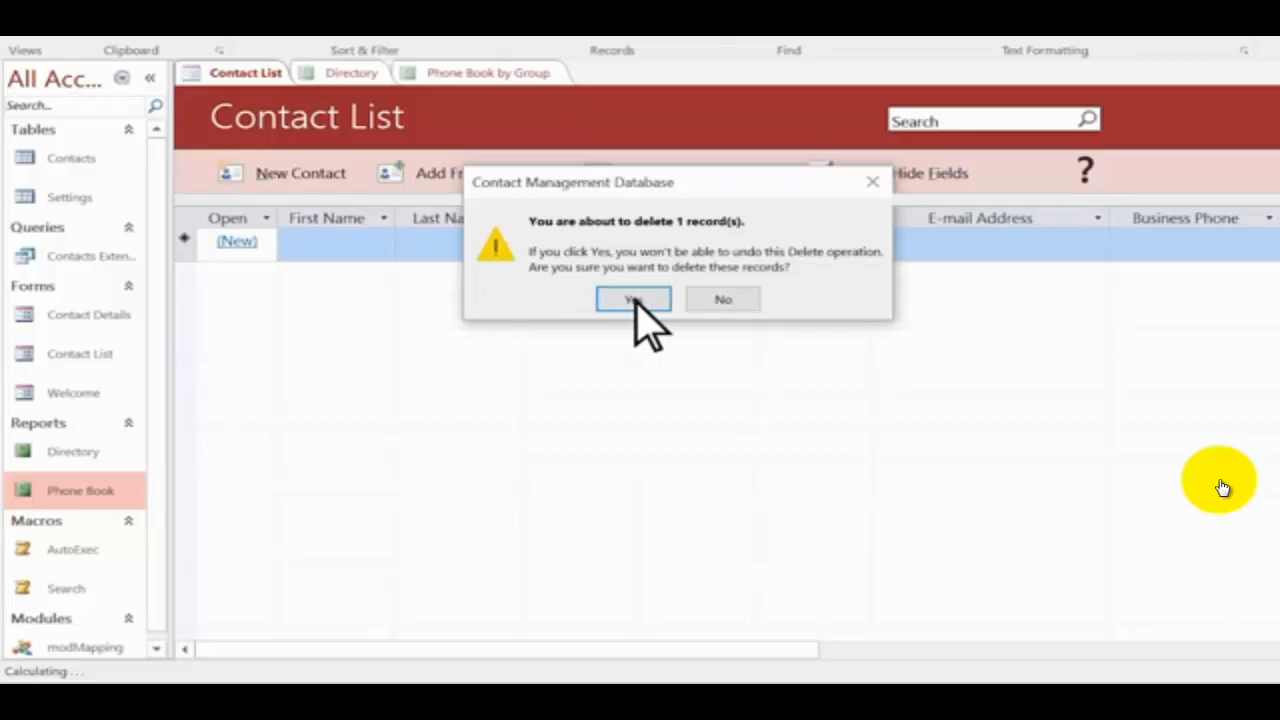 Views Clipboard Sort & Filter Records Find Text Formatting
All Acc...
Search...
Tables
Contacts
Settings
Queries
Contacts Exten...
Forms
Contact Details
Contact List
Welcome
Reports
Directory
Phone Book
Macros
AutoExec
Search
Modules
modMapping
Contact List Directory Phone Book by Group
Contact List
Search
New Contact Add Fr Hide Fields ?
Open First Name Last Na E-mail Address Business Phone
(New)
Contact Management Database
You are about to delete 1 record(s).
If you click Yes, you won't be able to undo this Delete operation.
Are you sure you want to delete these records?
No
Calculating ...